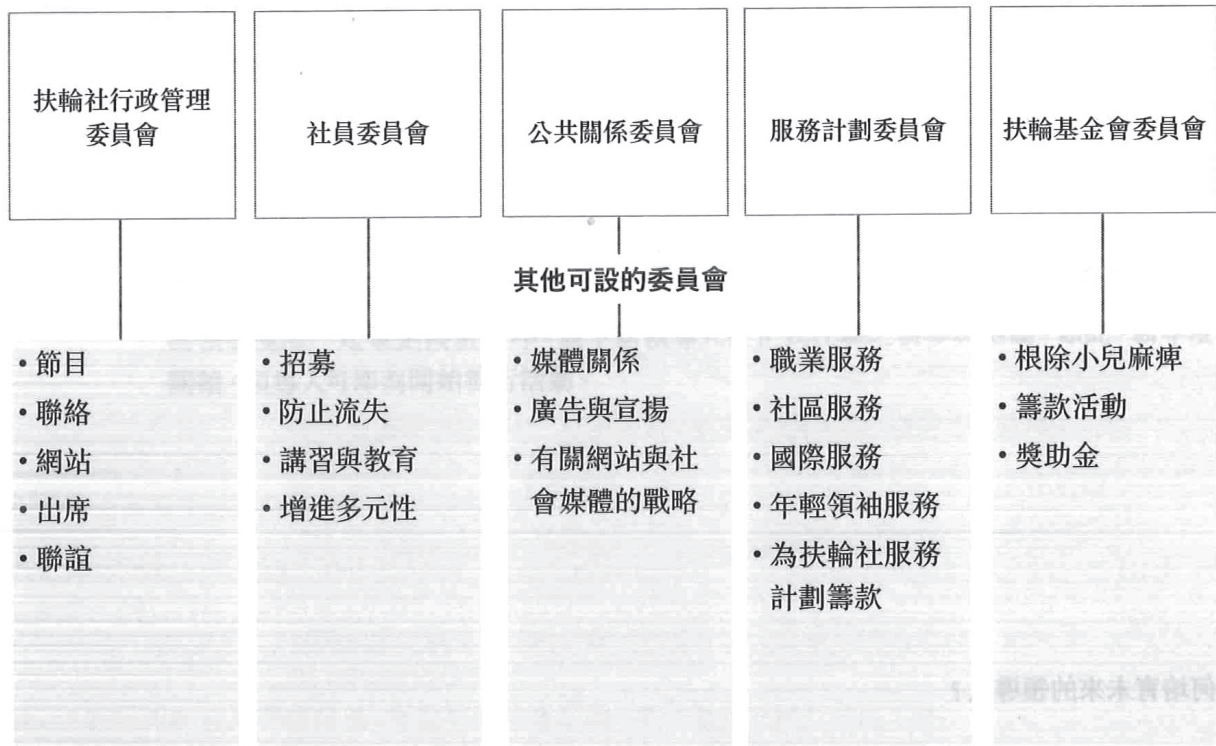 扶輪社行政管理
委員會
社員委員會
公共關係委員會
服務計劃委員會
扶輪基金會委員會
其他可設的委員會
•節目
•聯絡
•網站
•出席
•聯誼
•招募
•防止流失
•講習與教育
•增進多元性
•媒體關係
•廣告與宣揚
•有關網站與社
會媒體的戰略
•職業服務
•社區服務
•國際服務
•年輕領袖服務
•為扶輪社服務
計劃籌款
•根除小兒麻痺
•籌款活動
•獎助金